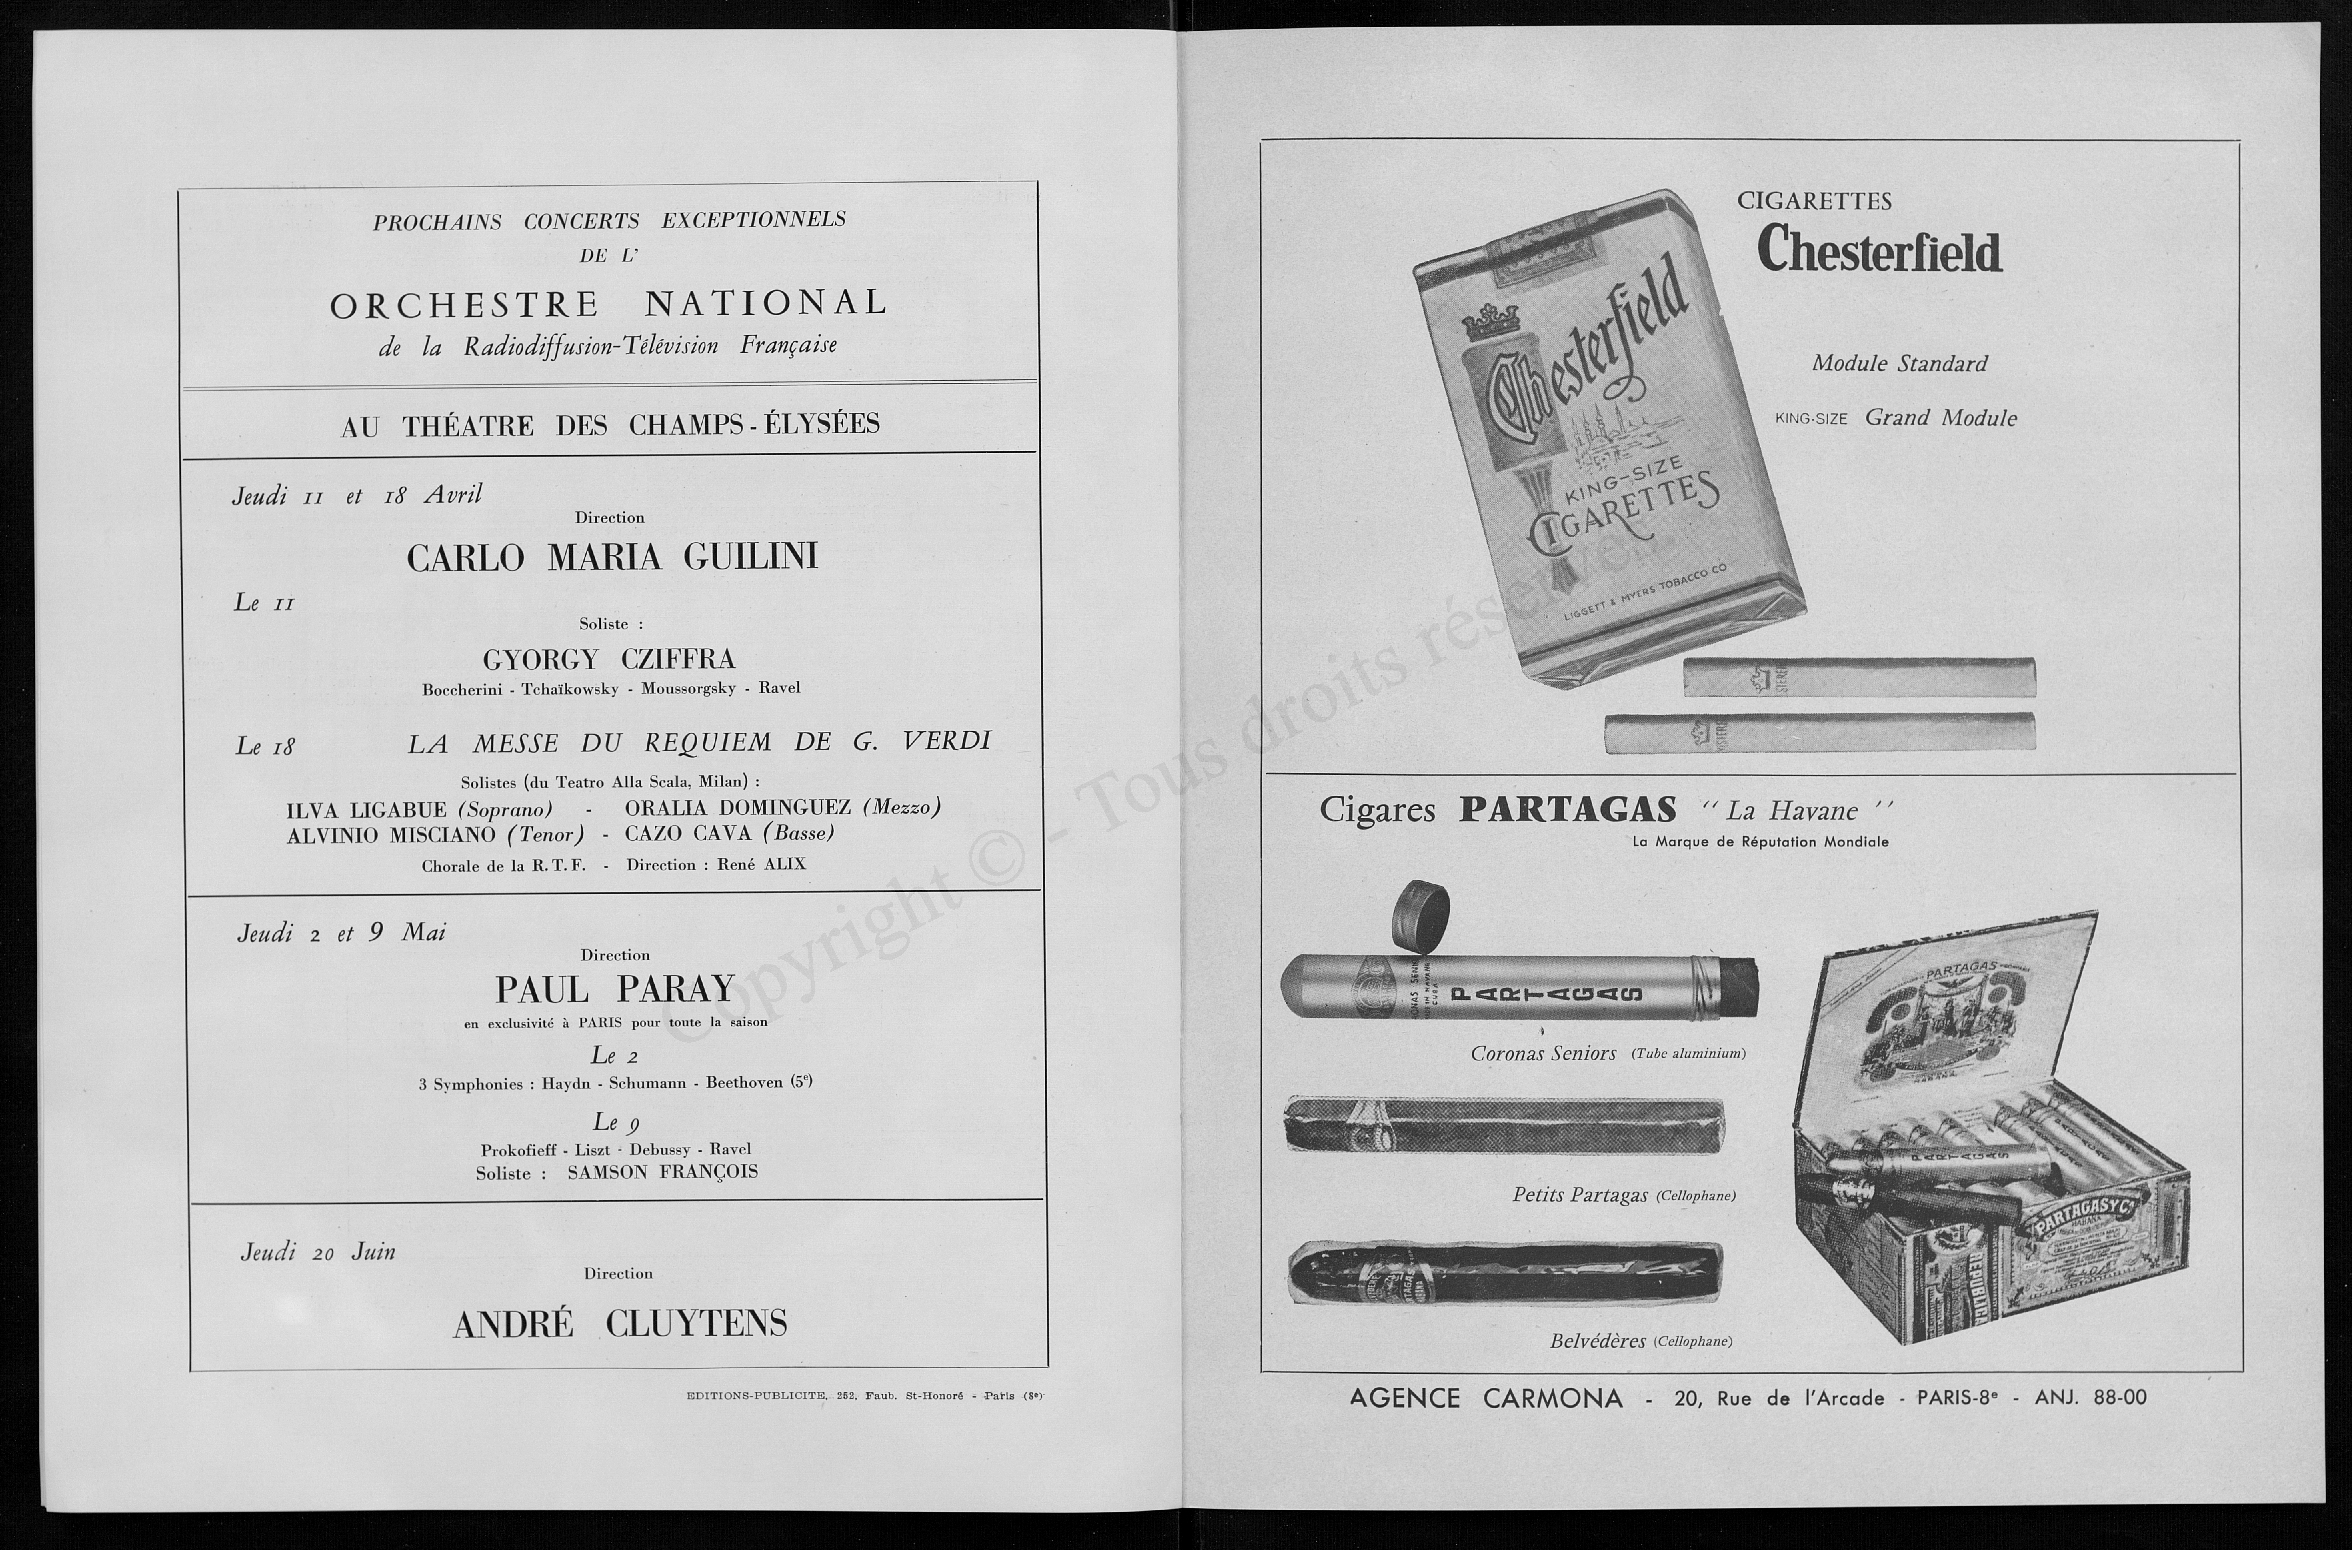 PROCHAINS CONCERTS EXCEPTIONNELS
DE L'
ORCHESTRE NATIONAL
de la Radiodiffusion-Télévision Française
AU THÉATRE DES CHAMPS-ÉLYSÉES
Jeudi 11 et 18 Avril
Direction
CARLO MARIA GUILINI
Le 11
Soliste :
GYORGY CZIFFRA
Boccherini - Tchaïkowsky - Moussorgsky - Ravel
Le 18 LA MESSE DU REQUIEM DE G. VERDI
Solistes (du Teatro Alla Scala, Milan) :
ILVA LIGABUE (Soprano) - ORALIA DOMINGUEZ (Mezzo)
ALVINIO MISCIANO (Tenor) - CAZO CAVA (Basse)
Chorale de la R.T.F. - Direction : René ALIX
Jeudi 2 et 9 Mai
Direction
PAUL PARAY
en exclusivité à PARIS pour toute la saison
Le 2
3 Symphonies : Haydn - Schumann - Beethoven (5e)
Le 9
Prokofieff - Liszt - Debussy - Ravel
Soliste : SAMSON FRANÇOIS
Jeudi 20 Juin
Direction
ANDRÉ CLUYTENS
EDITIONS-PUBLICITE, 252, Faub. St-Honoré - Paris (8e)
Copyright © - Tous droits réservés
CIGARETTES
Chesterfield
Module Standard
KING-SIZE Grand Module
Chesterfield
KING-SIZE
CIGARETTES
LIGGETT & MYERS TOBACCO CO
Cigares PARTAGAS “ La Havane ”
La Marque de Réputation Mondiale
PARTAGAS
Coronas Seniors (Tube aluminium)
Petits Partagas (Cellophane)
Belvédères (Cellophane)
PARTAGAS
HABANA
PARTAGAS
PARTAGAS Y Ca
HABANA
AGENCE CARMONA - 20, Rue de l'Arcade - PARIS-8e - ANJ. 88-00